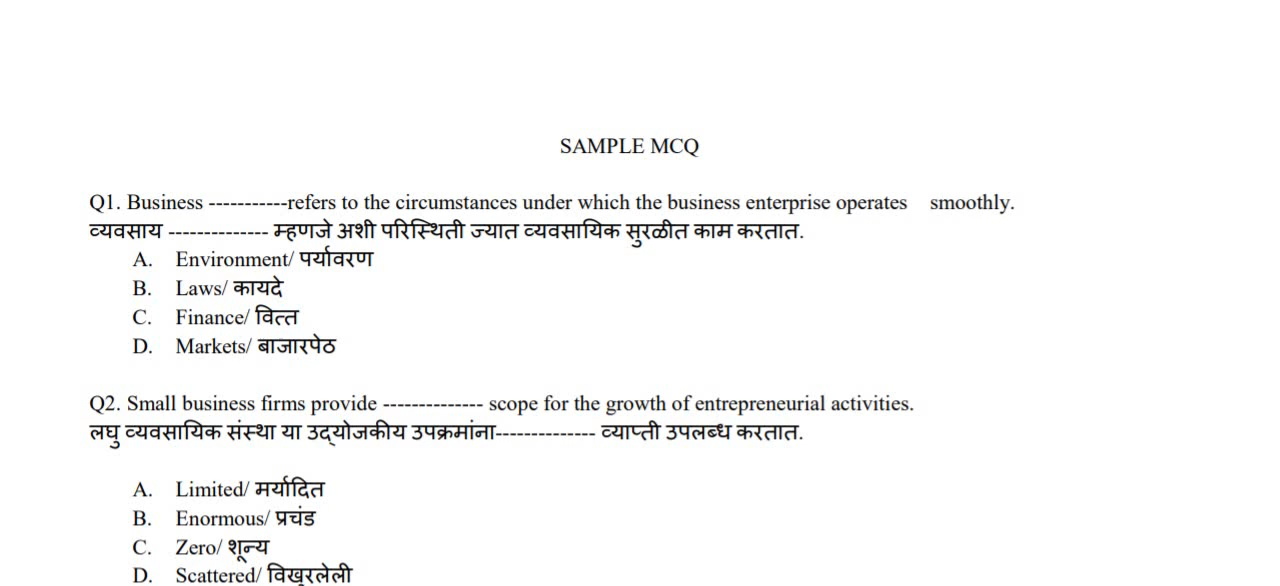 SAMPLE MCQ
Q1. Business -----------refers to the circumstances under which the business enterprise operates smoothly.
व्यवसाय -------------- म्हणजे अशी परिस्थिती ज्यात व्यवसायिक सुरळीत काम करतात.
A. Environment/ पर्यावरण
B. Laws/ कायदे
C. Finance/ वित्त
D. Markets/ बाजारपेठ
Q2. Small business firms provide -------------- scope for the growth of entrepreneurial activities.
लघु व्यवसायिक संस्था या उद्योजकीय उपक्रमांना-------------- व्याप्ती उपलब्ध करतात.
A. Limited/ मर्यादित
B. Enormous/ प्रचंड
C. Zero/ शून्य
D. Scattered/ विखुरलेली